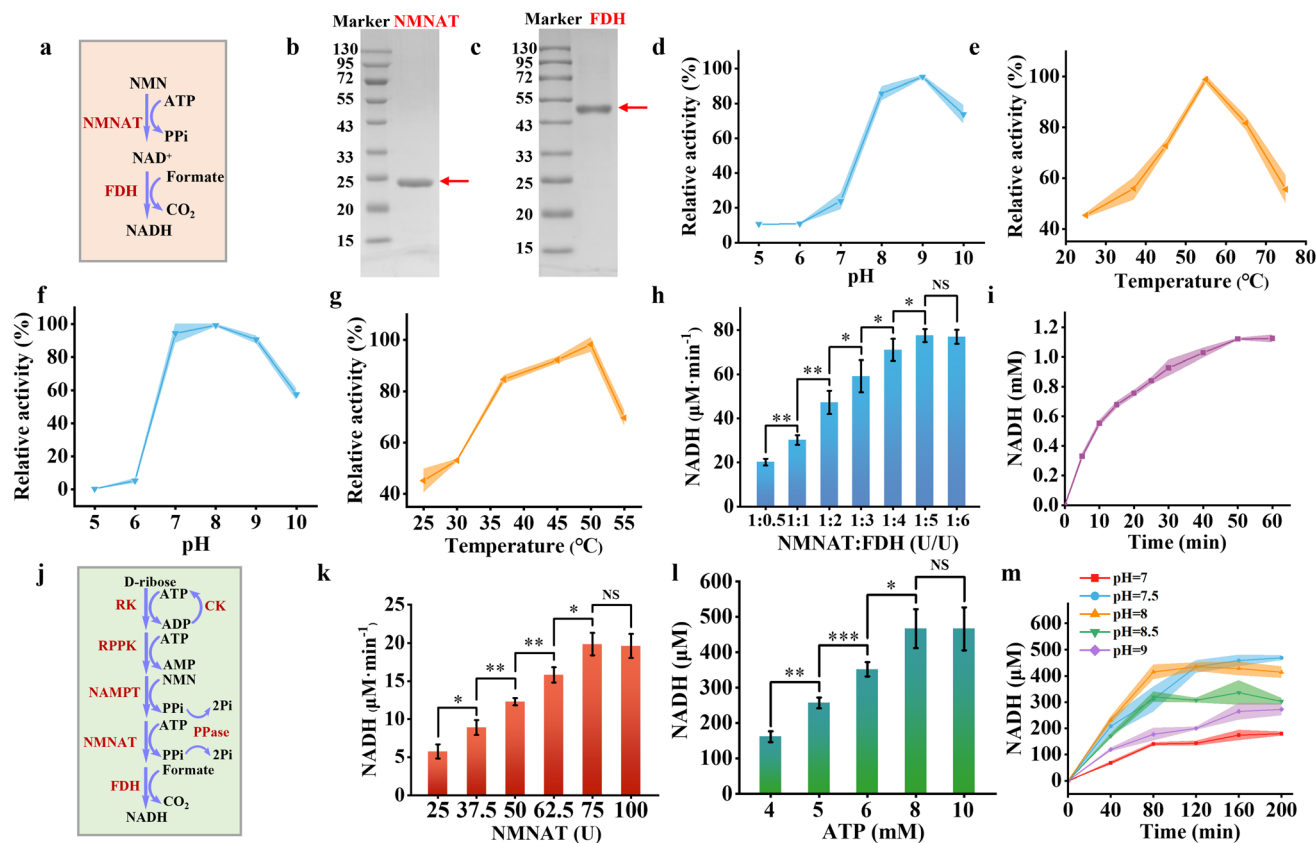 a
NMN
ATP
NMNAT
PPi
NAD⁺
FDH
Formate
CO₂
NADH
b
Marker NMNAT
130
95
72
55
43
33
25
20
15
c
Marker FDH
130
95
72
55
43
33
25
20
15
d
Relative activity (%)
100
80
60
40
20
0
5 6 7 8 9 10
pH
e
Relative activity (%)
100
80
60
40
25 35 45 55 65 75 80
Temperature (℃)
f
Relative activity (%)
100
80
60
40
20
0
5 6 7 8 9 10
pH
g
Relative activity (%)
100
80
60
40
25 30 35 40 45 50 55
Temperature (℃)
h
NADH (μM·min⁻¹)
80
60
40
20
0
** ** * * * NS
1:0.5 1:1 1:2 1:3 1:4 1:5 1:6
NMNAT:FDH (U/U)
i
NADH (mM)
1.2
1.0
0.8
0.6
0.4
0.2
0.0
0 10 20 30 40 50 60
Time (min)
j
D-ribose
RK
ATP
CK
ADP
RPPK
ATP
AMP
NAMPT
NMN
PPi
2Pi
ATP
PPase
NMNAT
PPi
2Pi
Formate
FDH
CO₂
NADH
k
NADH (μM·min⁻¹)
25
20
15
10
5
0
* ** ** * NS
25 37.5 50 62.5 75 100
NMNAT (U)
l
NADH (μM)
600
500
400
300
200
100
0
** *** * NS
4 5 6 8 10
ATP (mM)
m
pH=7
pH=7.5
pH=8
pH=8.5
pH=9
NADH (μM)
600
500
400
300
200
100
0
0 40 80 120 160 200
Time (min)